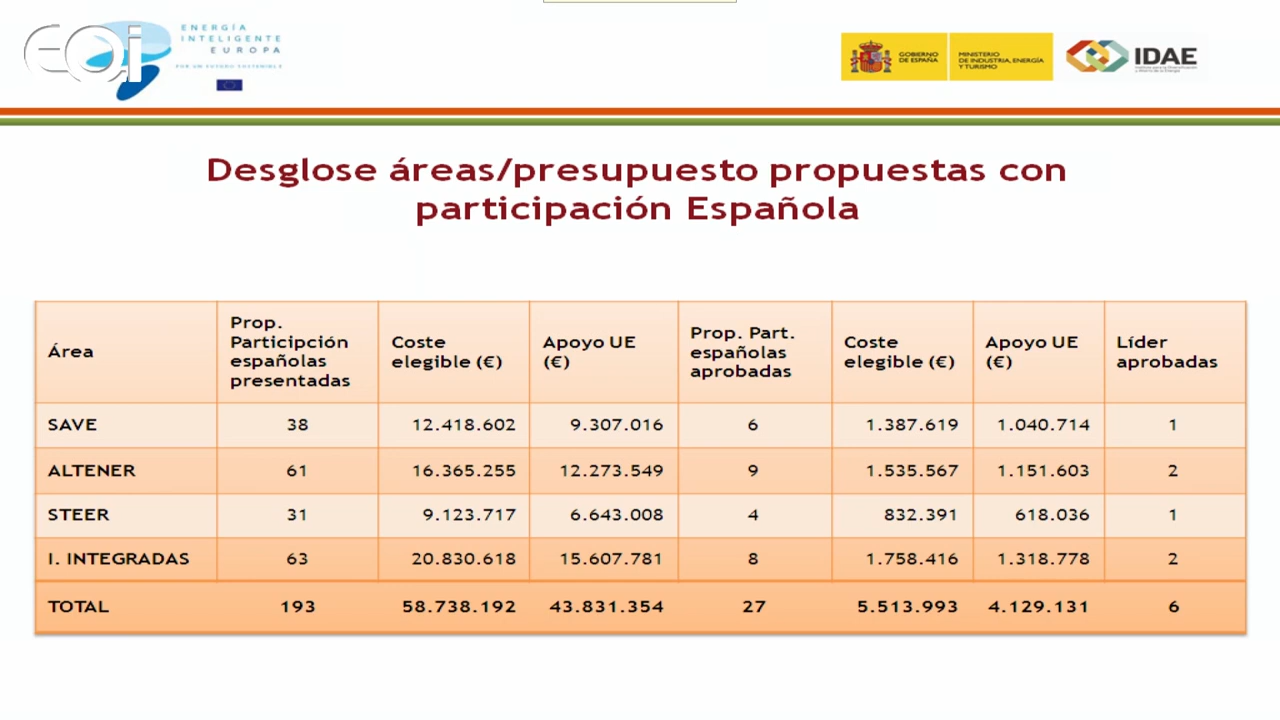 eoi
ENERGÍA
INTELIGENTE
EUROPA
POR UN FUTURO SOSTENIBLE
GOBIERNO
DE ESPAÑA
MINISTERIO
DE INDUSTRIA, ENERGÍA
Y TURISMO
IDAE
Desglose áreas/presupuesto propuestas con
participación Española
Área
Prop.
Participción
españolas
presentadas
Coste
elegible (€)
Apoyo UE
(€)
Prop. Part.
españolas
aprobadas
Coste
elegible (€)
Apoyo UE
(€)
Líder
aprobadas
SAVE 38 12.418.602 9.307.016 6 1.387.619 1.040.714 1
ALTENER 61 16.365.255 12.273.549 9 1.535.567 1.151.603 2
STEER 31 9.123.717 6.643.008 4 832.391 618.036 1
I. INTEGRADAS 63 20.830.618 15.607.781 8 1.758.416 1.318.778 2
TOTAL 193 58.738.192 43.831.354 27 5.513.993 4.129.131 6